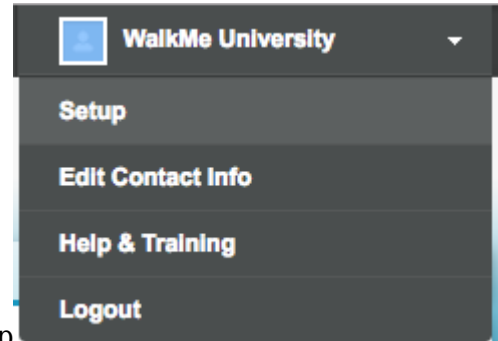 WalkMe University
Setup
Edit Contact Info
Help & Training
Logout
p